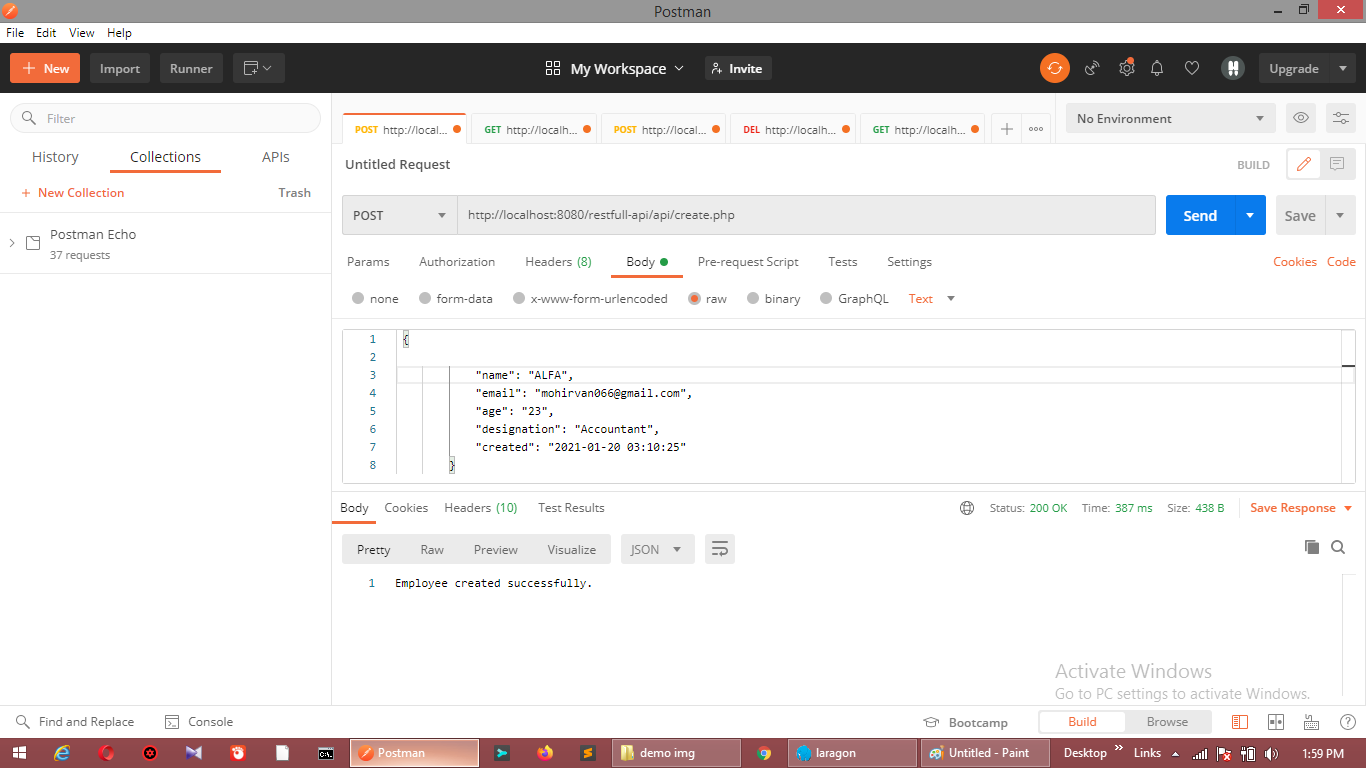 Postman
File Edit View Help
New Import Runner My Workspace Invite Upgrade
Filter
History Collections APIs
+ New Collection Trash
Postman Echo
37 requests
POST http://local... GET http://localh... POST http://local... DEL http://localh... GET http://localh... No Environment
Untitled Request BUILD
POST http://localhost:8080/restfull-api/api/create.php Send Save
Params Authorization Headers (8) Body Pre-request Script Tests Settings Cookies Code
none form-data x-www-form-urlencoded raw binary GraphQL Text
1 {
2
3 "name": "ALFA",
4 "email": "mohirvan066@gmail.com",
5 "age": "23",
6 "designation": "Accountant",
7 "created": "2021-01-20 03:10:25"
8 }
Body Cookies Headers (10) Test Results Status: 200 OK Time: 387 ms Size: 438 B Save Response
Pretty Raw Preview Visualize JSON
1 Employee created successfully.
Activate Windows
Go to PC settings to activate Windows.
Find and Replace Console Bootcamp Build Browse
Postman demo img laragon Untitled - Paint Desktop Links 1:59 PM